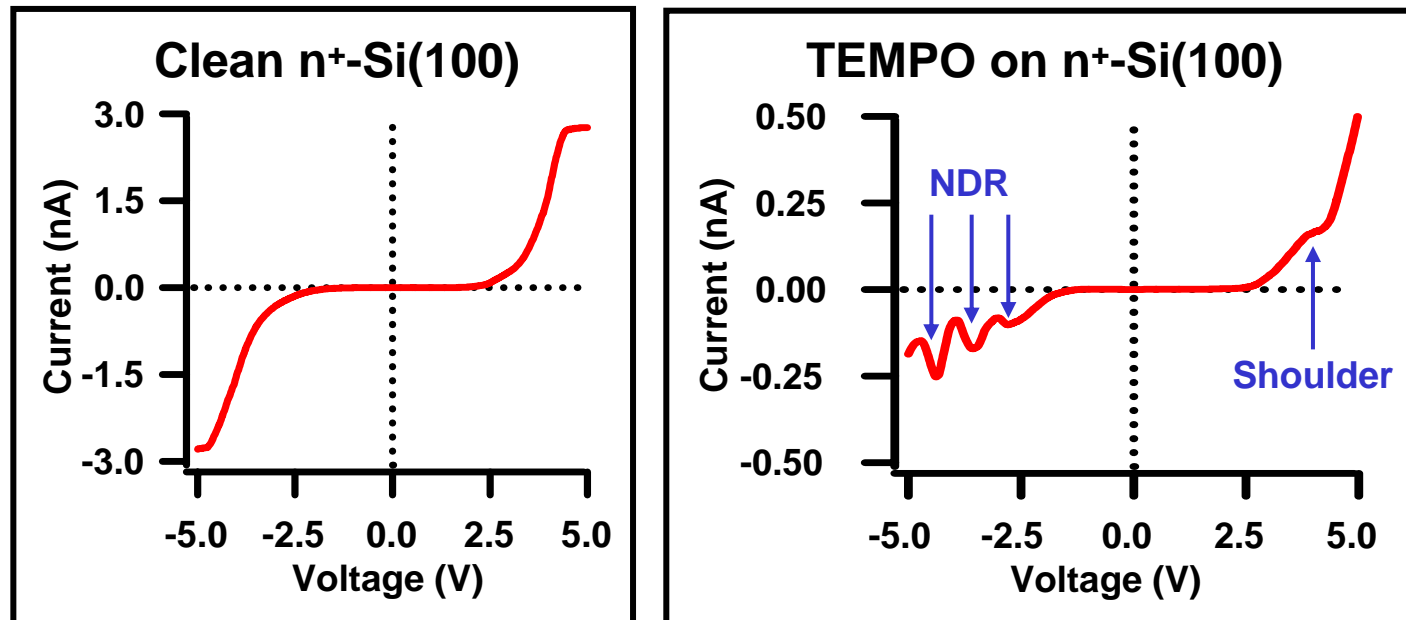 Clean n+-Si(100)
3.0
1.5
0.0
-1.5
-3.0
Current (nA)
-5.0 -2.5 0.0 2.5 5.0
Voltage (V)
TEMPO on n+-Si(100)
0.50
0.25
0.00
-0.25
-0.50
Current (nA)
NDR
Shoulder
-5.0 -2.5 0.0 2.5 5.0
Voltage (V)